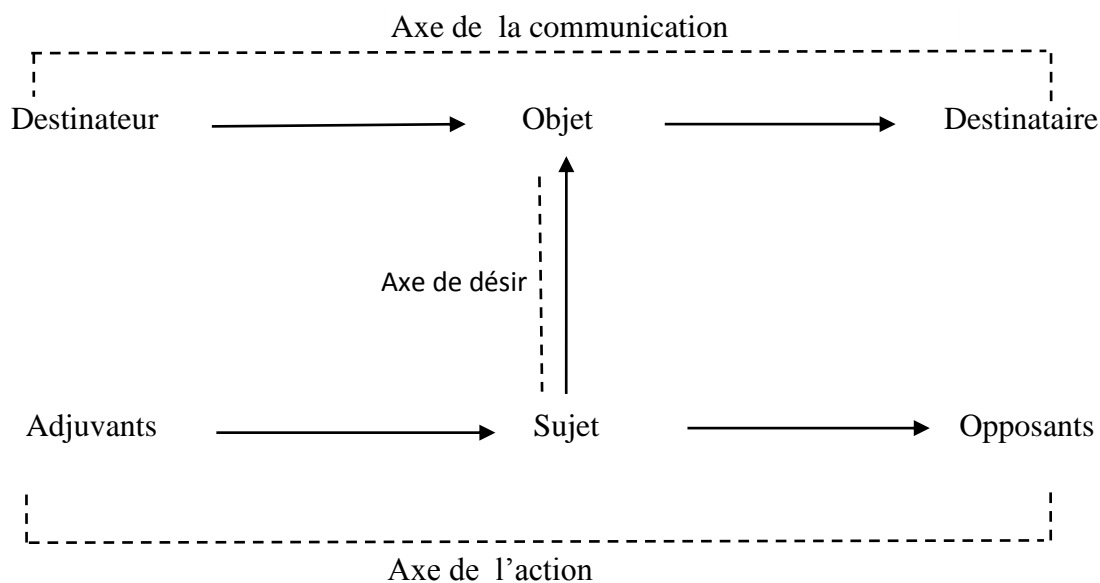 Axe de la communication
Destinateur Objet Destinataire
Axe de désir
Adjuvants Sujet Opposants
Axe de l’action